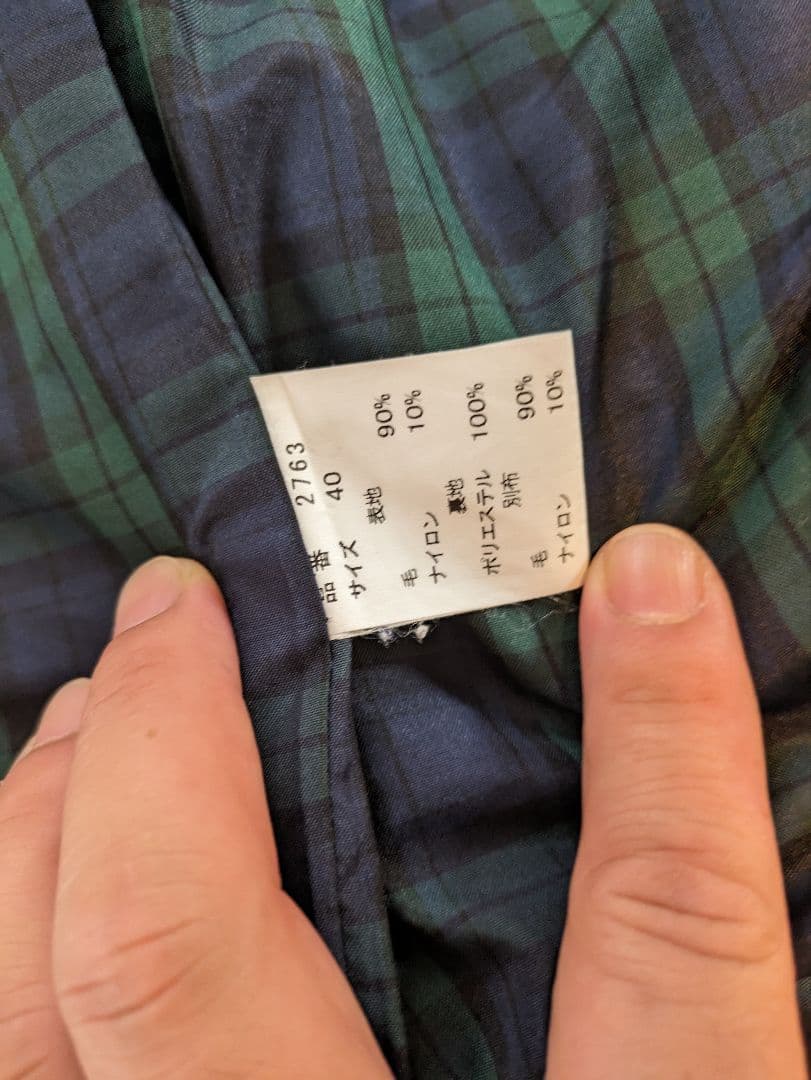 品番 2763
サイズ 40
表地
毛 90%
ナイロン 10%
裏地
ポリエステル 100%
別布
毛 90%
ナイロン 10%